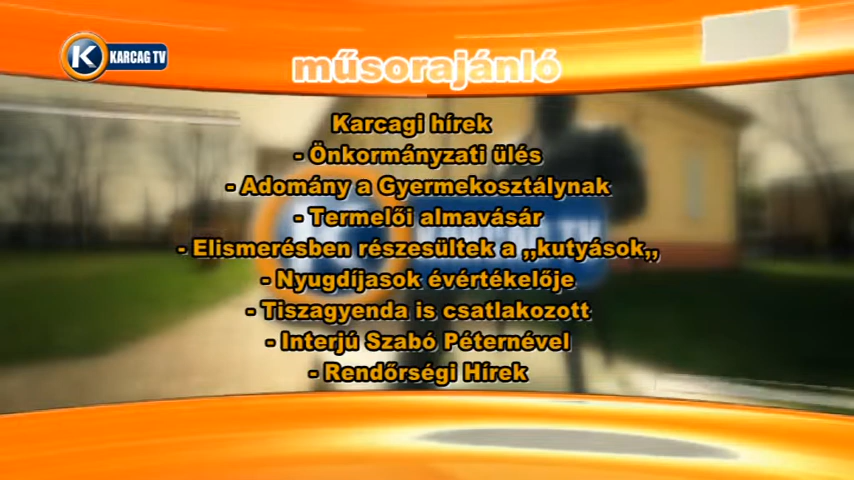 K KARCAG TV
műsorajánló
Karcagi hírek
- Önkormányzati ülés
- Adomány a Gyermekosztálynak
- Termelői almavásár
- Elismerésben részesültek a ,,kutyások,,
- Nyugdíjasok évértékelője
- Tiszagyenda is csatlakozott
- Interjú Szabó Péternével
- Rendőrségi Hírek